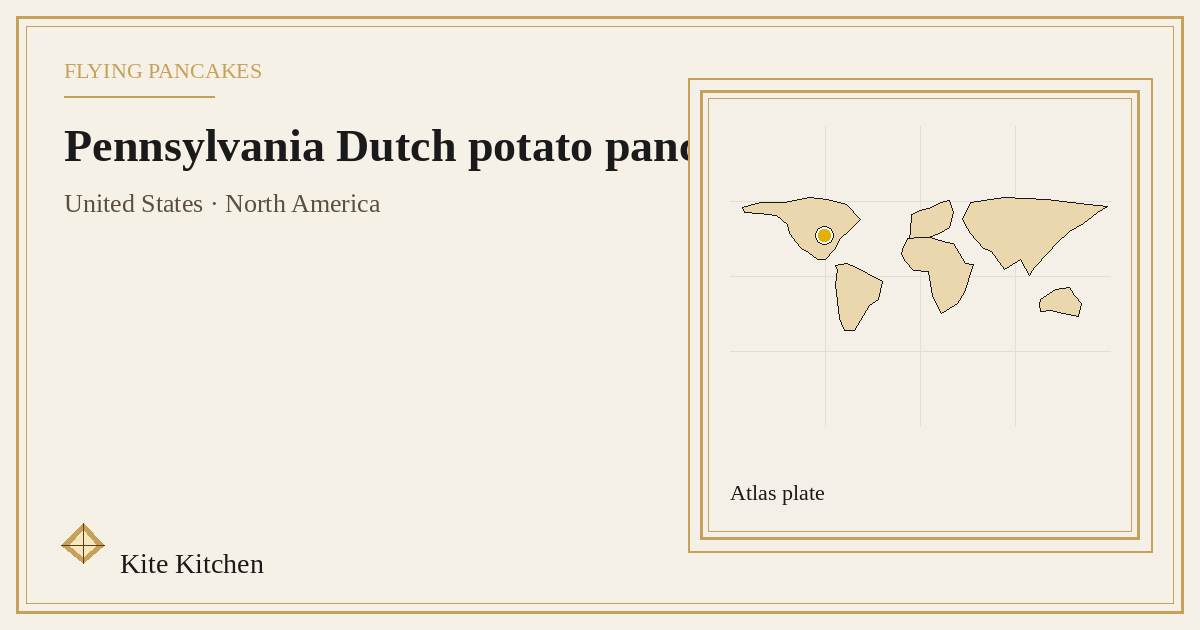 FLYING PANCAKES
Pennsylvania Dutch potato panc
United States · North America
Atlas plate
Kite Kitchen